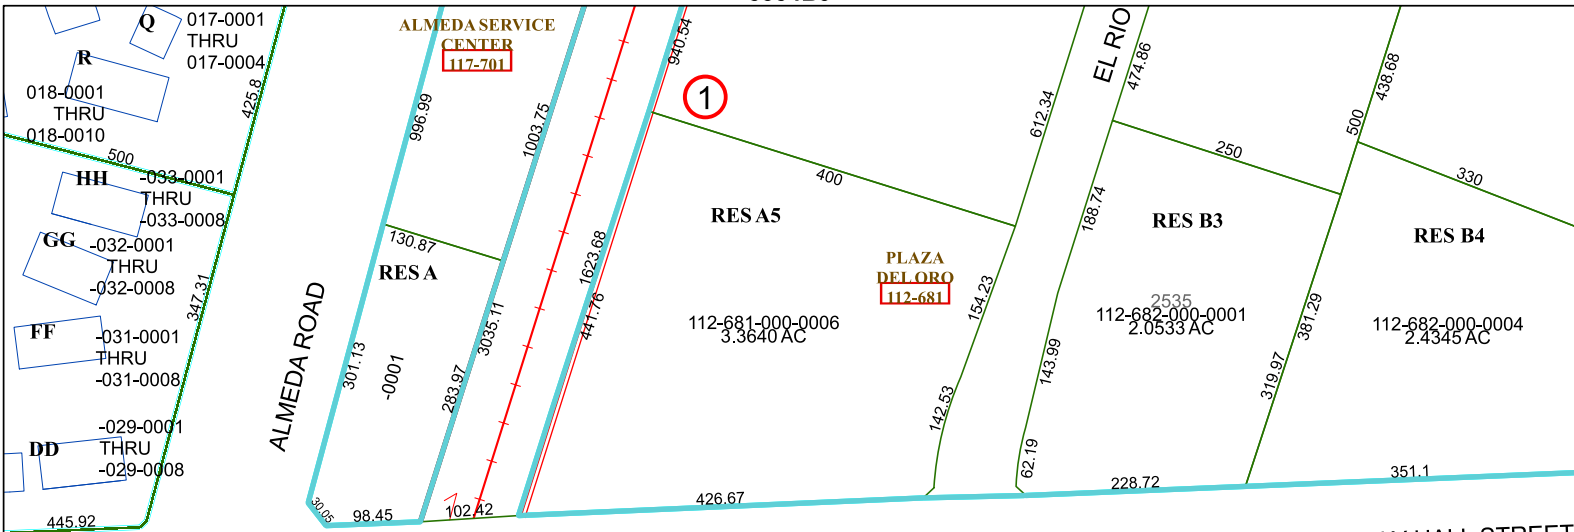 Q
017-0001
THRU
017-0004
R
018-0001
THRU
018-0010
425.8
500
HH
-033-0001
THRU
-033-0008
GG
-032-0001
THRU
-032-0008
347.31
FF
-031-0001
THRU
-031-0008
DD
-029-0001
THRU
-029-0008
445.92
ALMEDA ROAD
ALMEDA SERVICE
CENTER
117-701
996.99
1003.75
130.87
RES A
301.13
-0001
283.97
3035.11
30.05
98.45
102.42
940.54
1
1623.68
441.76
400
RES A5
112-681-000-0006
3.3640 AC
PLAZA
DEL ORO
112-681
612.34
154.23
142.53
426.67
EL RIO
474.86
188.74
143.99
62.19
250
RES B3
2535
112-682-000-0001
2.0533 AC
228.72
438.68
500
330
RES B4
381.29
319.97
112-682-000-0004
2.4345 AC
351.1